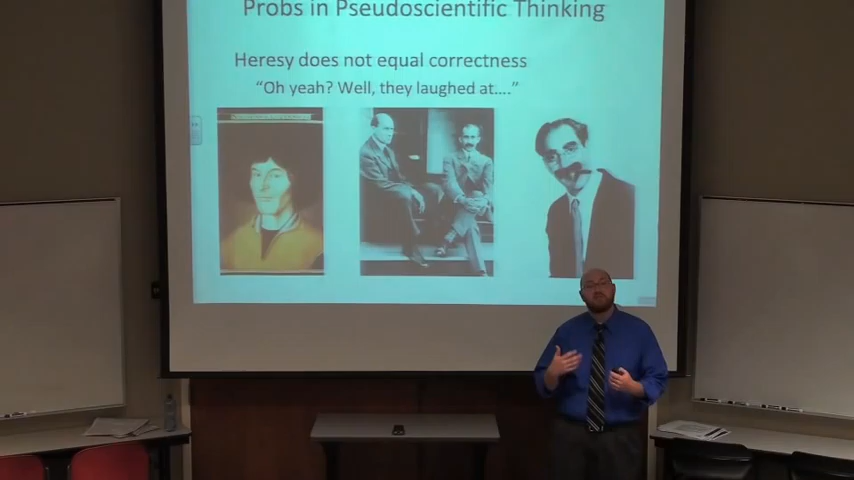 Probs in Pseudoscientific Thinking
Heresy does not equal correctness
“Oh yeah? Well, they laughed at….”